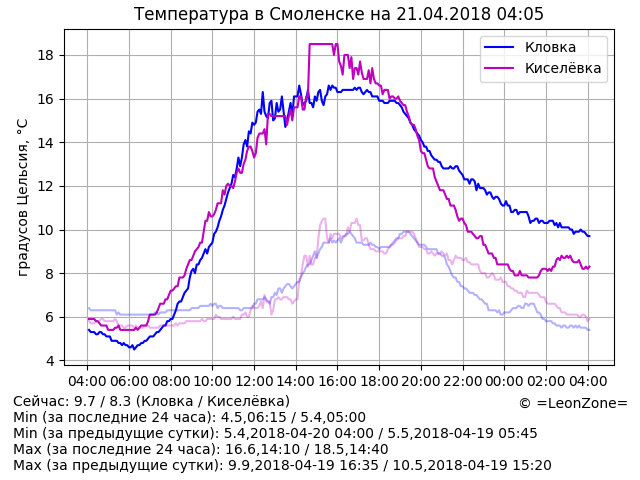 Температура в Смоленске на 21.04.2018 04:05
градусов Цельсия, °C
18
16
14
12
10
8
6
4
Кловка
Киселёвка
04:00 06:00 08:00 10:00 12:00 14:00 16:00 18:00 20:00 22:00 00:00 02:00 04:00
Сейчас: 9.7 / 8.3 (Кловка / Киселёвка)
© =LeonZone=
Min (за последние 24 часа): 4.5,06:15 / 5.4,05:00
Min (за предыдущие сутки): 5.4,2018-04-20 04:00 / 5.5,2018-04-19 05:45
Max (за последние 24 часа): 16.6,14:10 / 18.5,14:40
Max (за предыдущие сутки): 9.9,2018-04-19 16:35 / 10.5,2018-04-19 15:20